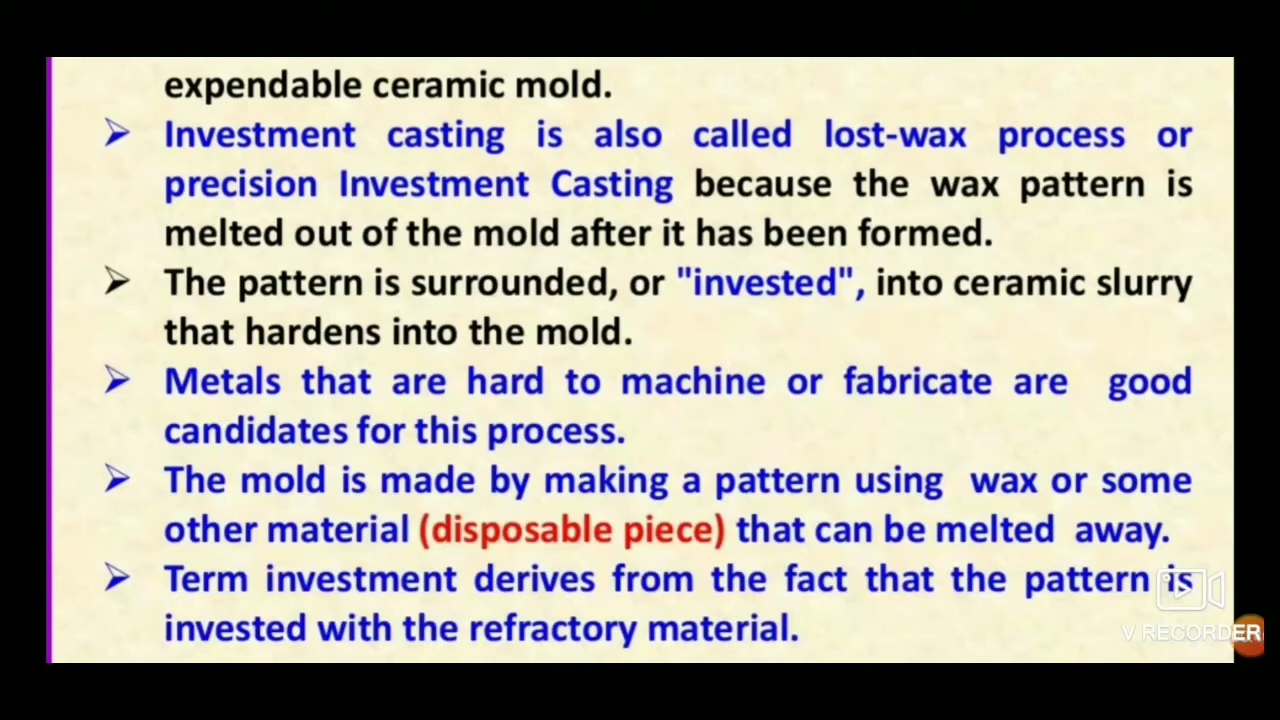 expendable ceramic mold.
➢ Investment casting is also called lost-wax process or
precision Investment Casting because the wax pattern is
melted out of the mold after it has been formed.
➢ The pattern is surrounded, or "invested", into ceramic slurry
that hardens into the mold.
➢ Metals that are hard to machine or fabricate are good
candidates for this process.
➢ The mold is made by making a pattern using wax or some
other material (disposable piece) that can be melted away.
➢ Term investment derives from the fact that the pattern is
invested with the refractory material.
V RECORDER